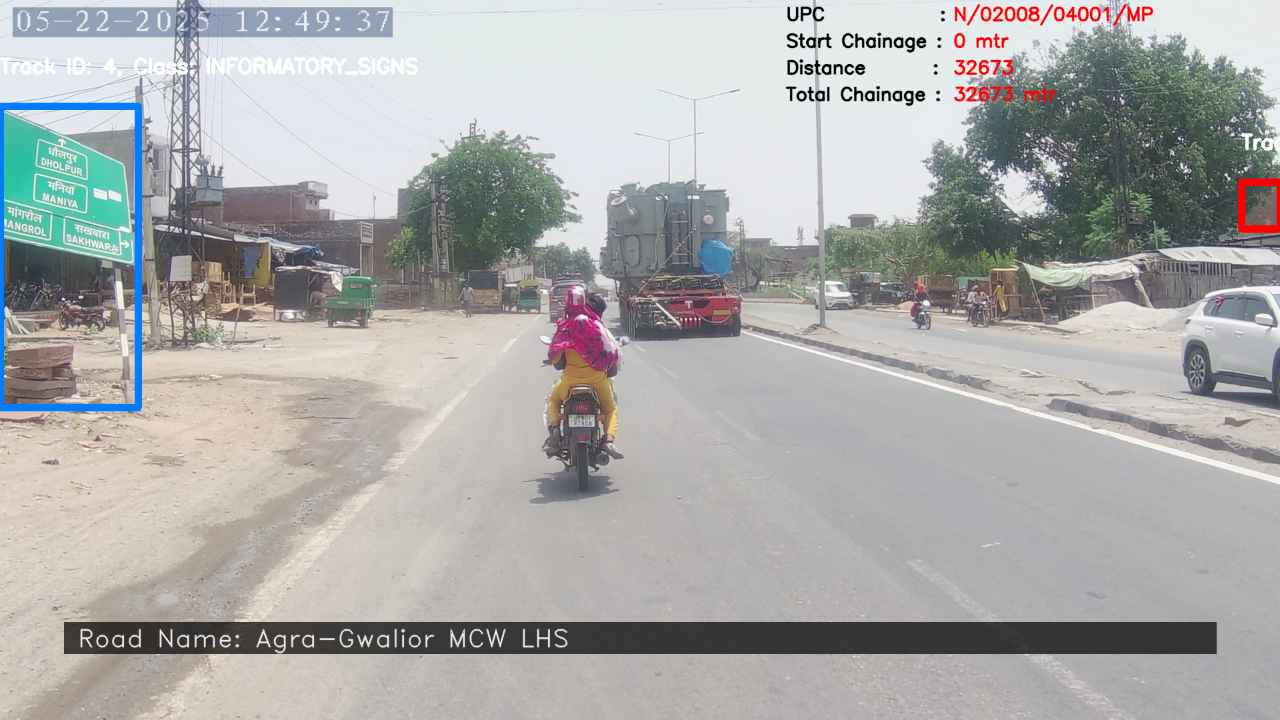 05-22-2025 12:49:37
UPC : N/02008/04001/MP
Start Chainage : 0 mtr
Distance : 32673
Total Chainage : 32673 mtr
Track ID: 4, Class: INFORMATORY_SIGNS
Trac
धौलपुर
DHOLPUR
मनियां
MANIYA
मांगरौल
MANGROL
सखवारा
SAKHWARA
Road Name: Agra-Gwalior MCW LHS